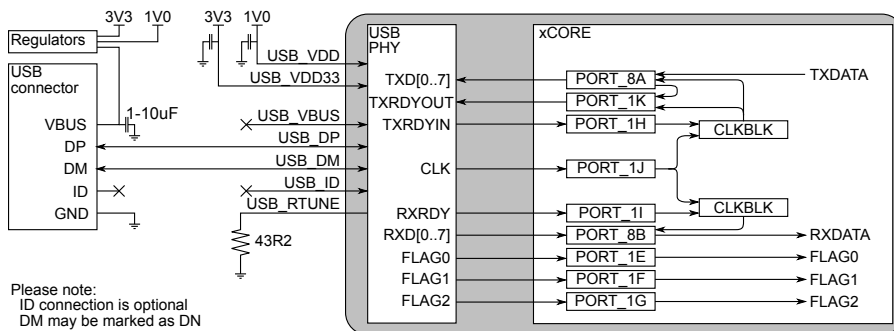 3V3 1V0
Regulators
USB
connector
VBUS
1-10uF
DP
DM
ID
GND
3V3 1V0
USB_VDD
USB_VDD33
USB_VBUS
USB_DP
USB_DM
USB_ID
USB_RTUNE
43R2
Please note:
ID connection is optional
DM may be marked as DN
USB
PHY
TXD[0..7]
TXRDYOUT
TXRDYIN
CLK
RXRDY
RXD[0..7]
FLAG0
FLAG1
FLAG2
xCORE
PORT_8A
PORT_1K
PORT_1H
PORT_1J
PORT_1I
PORT_8B
PORT_1E
PORT_1F
PORT_1G
CLKBLK
CLKBLK
TXDATA
RXDATA
FLAG0
FLAG1
FLAG2